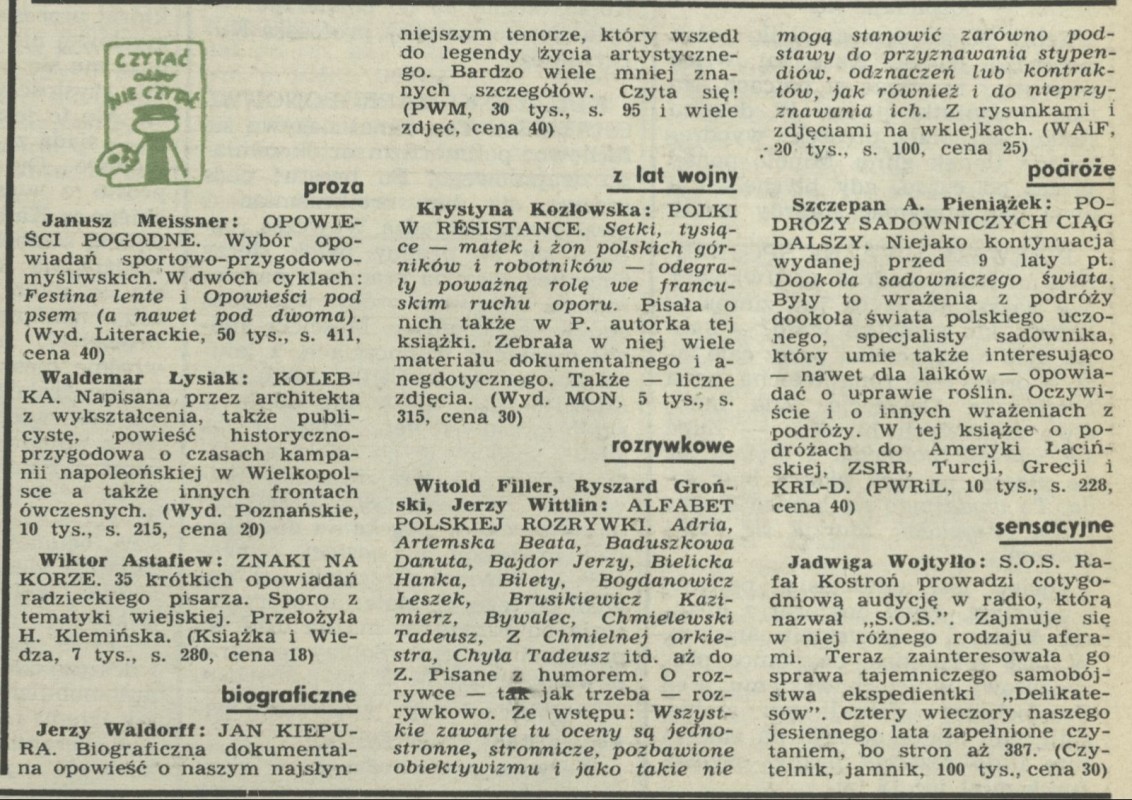 CZYTAĆ
albo
NIE CZYTAĆ
proza
Janusz Meissner: OPOWIE-
ŚCI POGODNE. Wybór opo-
wiadań sportowo-przygodowo-
myśliwskich. W dwóch cyklach:
Festina lente i Opowieści pod
psem (a nawet pod dwoma).
(Wyd. Literackie, 50 tys., s. 411,
cena 40)
Waldemar Łysiak: KOLEB-
KA. Napisana przez architekta
z wykształcenia, także publi-
cystę, powieść historyczno-
przygodowa o czasach kampa-
nii napoleońskiej w Wielkopol-
sce a także innych frontach
ówczesnych. (Wyd. Poznańskie,
10 tys., s. 215, cena 20)
Wiktor Astafiew: ZNAKI NA
KORZE. 35 krótkich opowiadań
radzieckiego pisarza. Sporo z
tematyki wiejskiej. Przełożyła
H. Klemińska. (Książka i Wie-
dza, 7 tys., s. 280, cena 18)
biograficzne
Jerzy Waldorff: JAN KIEPU-
RA. Biograficzna dokumental-
na opowieść o naszym najsłyn-
niejszym tenorze, który wszedł
do legendy życia artystyczne-
go. Bardzo wiele mniej zna-
nych szczegółów. Czyta się!
(PWM, 30 tys., s. 95 i wiele
zdjęć, cena 40)
z lat wojny
Krystyna Kozłowska: POLKI
W RÉSISTANCE. Setki, tysią-
ce — matek i żon polskich gór-
ników i robotników — odegra-
ły poważną rolę we francu-
skim ruchu oporu. Pisała o
nich także w P. autorka tej
książki. Zebrała w niej wiele
materiału dokumentalnego i a-
negdotycznego. Także — liczne
zdjęcia. (Wyd. MON, 5 tys., s.
315, cena 30)
rozrywkowe
Witold Filler, Ryszard Groń-
ski, Jerzy Wittlin: ALFABET
POLSKIEJ ROZRYWKI. Adria,
Artemska Beata, Baduszkowa
Danuta, Bajdor Jerzy, Bielicka
Hanka, Bilety, Bogdanowicz
Leszek, Brusikiewicz Kazi-
mierz, Bywalec, Chmielewski
Tadeusz, Z Chmielnej orkie-
stra, Chyła Tadeusz itd. aż do
Z. Pisane z humorem. O roz-
rywce — tak jak trzeba — roz-
rywkowo. Ze wstępu: Wszyst-
kie zawarte tu oceny są jedno-
stronne, stronnicze, pozbawione
obiektywizmu i jako takie nie
mogą stanowić zarówno pod-
stawy do przyznawania stypen-
diów, odznaczeń lub kontrak-
tów, jak również i do nieprzy-
znawania ich. Z rysunkami i
zdjęciami na wklejkach. (WAiF,
20 tys., s. 100, cena 25)
podróże
Szczepan A. Pieniążek: PO-
DRÓŻY SADOWNICZYCH CIĄG
DALSZY. Niejako kontynuacja
wydanej przed 9 laty pt.
Dookoła sadowniczego świata.
Były to wrażenia z podróży
dookoła świata polskiego uczo-
nego, specjalisty sadownika,
który umie także interesująco
— nawet dla laików — opowia-
dać o uprawie roślin. Oczywi-
ście i o innych wrażeniach z
podróży. W tej książce o po-
dróżach do Ameryki Łaciń-
skiej, ZSRR, Turcji, Grecji i
KRL-D. (PWRiL, 10 tys., s. 228,
cena 40)
sensacyjne
Jadwiga Wojtyłło: S.O.S. Ra-
fał Kostroń prowadzi cotygo-
dniową audycję w radio, którą
nazwał „S.O.S.”. Zajmuje się
w niej różnego rodzaju afera-
mi. Teraz zainteresowała go
sprawa tajemniczego samobój-
stwa ekspedientki „Delikate-
sów”. Cztery wieczory naszego
jesiennego lata zapełnione czy-
taniem, bo stron aż 387. (Czy-
telnik, jamnik, 100 tys., cena 30)